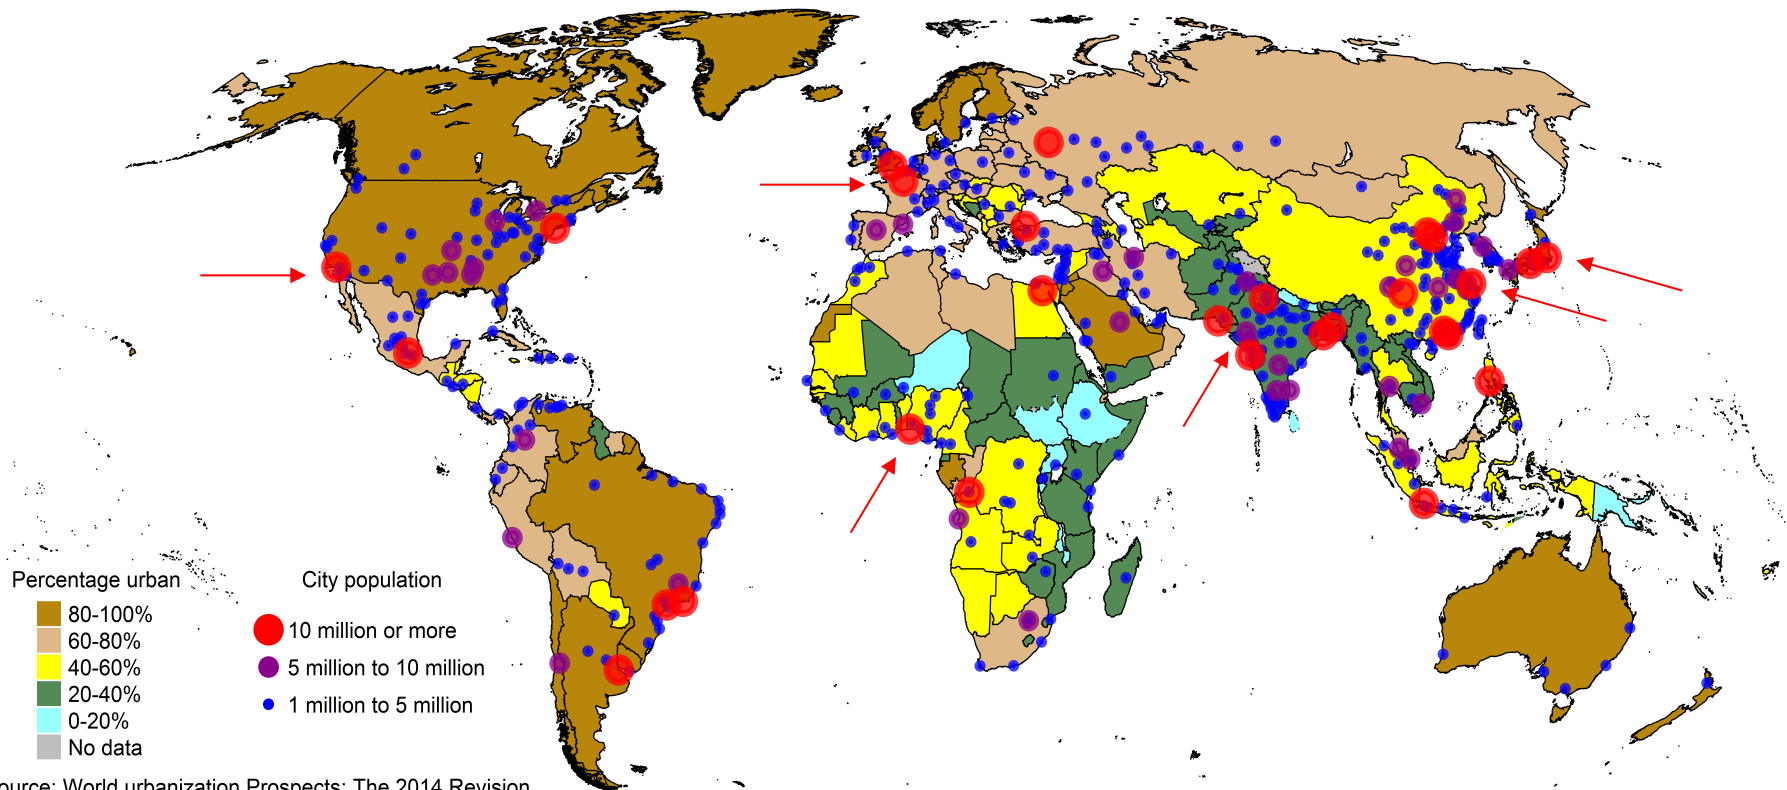 Percentage urban
80-100%
60-80%
40-60%
20-40%
0-20%
No data
City population
10 million or more
5 million to 10 million
1 million to 5 million
ource: World urbanization Prospects: The 2014 Revision